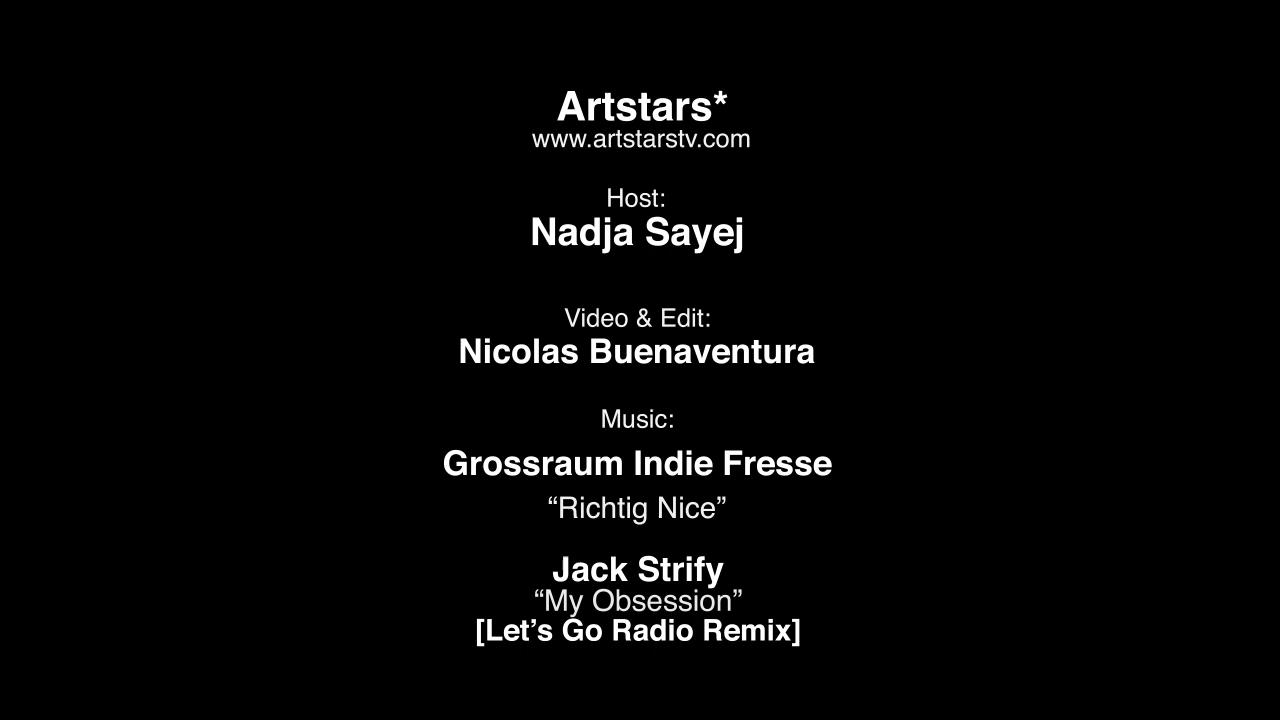 Artstars*
www.artstarstv.com
Host:
Nadja Sayej
Video & Edit:
Nicolas Buenaventura
Music:
Grossraum Indie Fresse
“Richtig Nice”
Jack Strify
“My Obsession”
[Let’s Go Radio Remix]